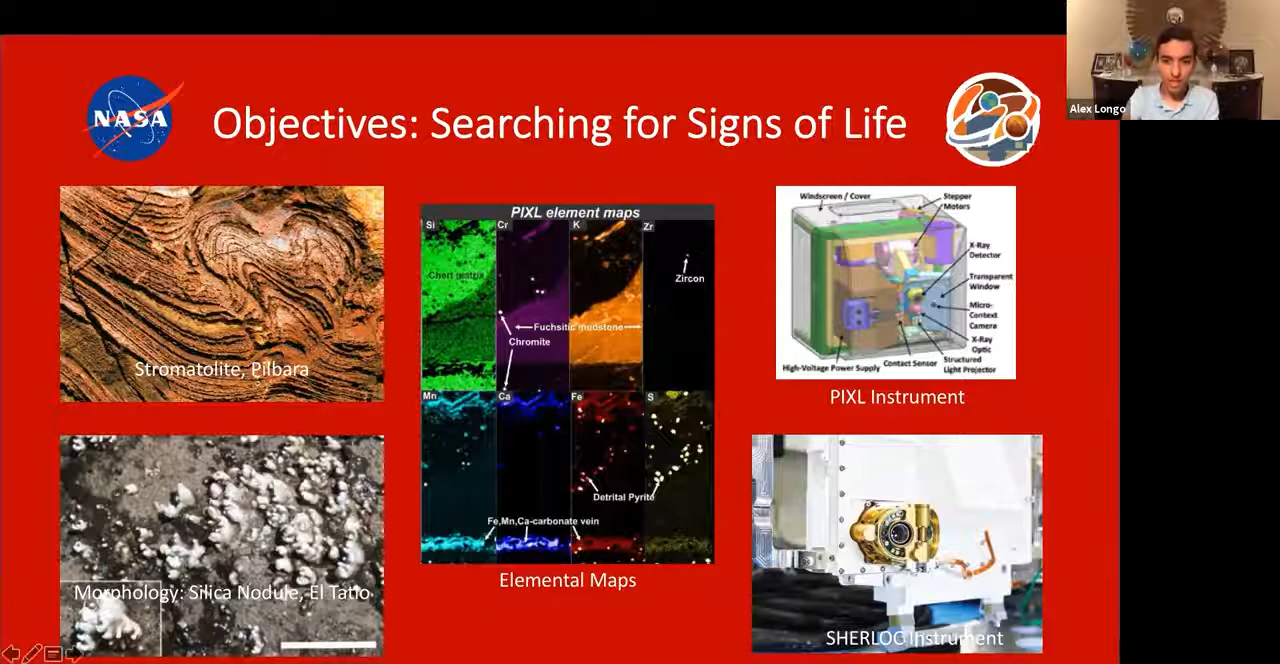 NASA
Objectives: Searching for Signs of Life
Alex Longo
Stromatolite, Pilbara
Morphology: Silica Nodule, El Tatio
PIXL element maps
Si
Cr
K
Zr
Chert matrix
Zircon
Fuchsitic mudstone
Chromite
Mn
Ca
Fe
S
Detrital Pyrite
Fe,Mn,Ca-carbonate vein
Elemental Maps
Windscreen / Cover
Stepper
Motors
X-Ray
Detector
Transparent
Window
Micro-
Context
Camera
X-Ray
Optic
High-Voltage Power Supply
Contact Sensor
Structured
Light Projector
PIXL Instrument
SHERLOC Instrument